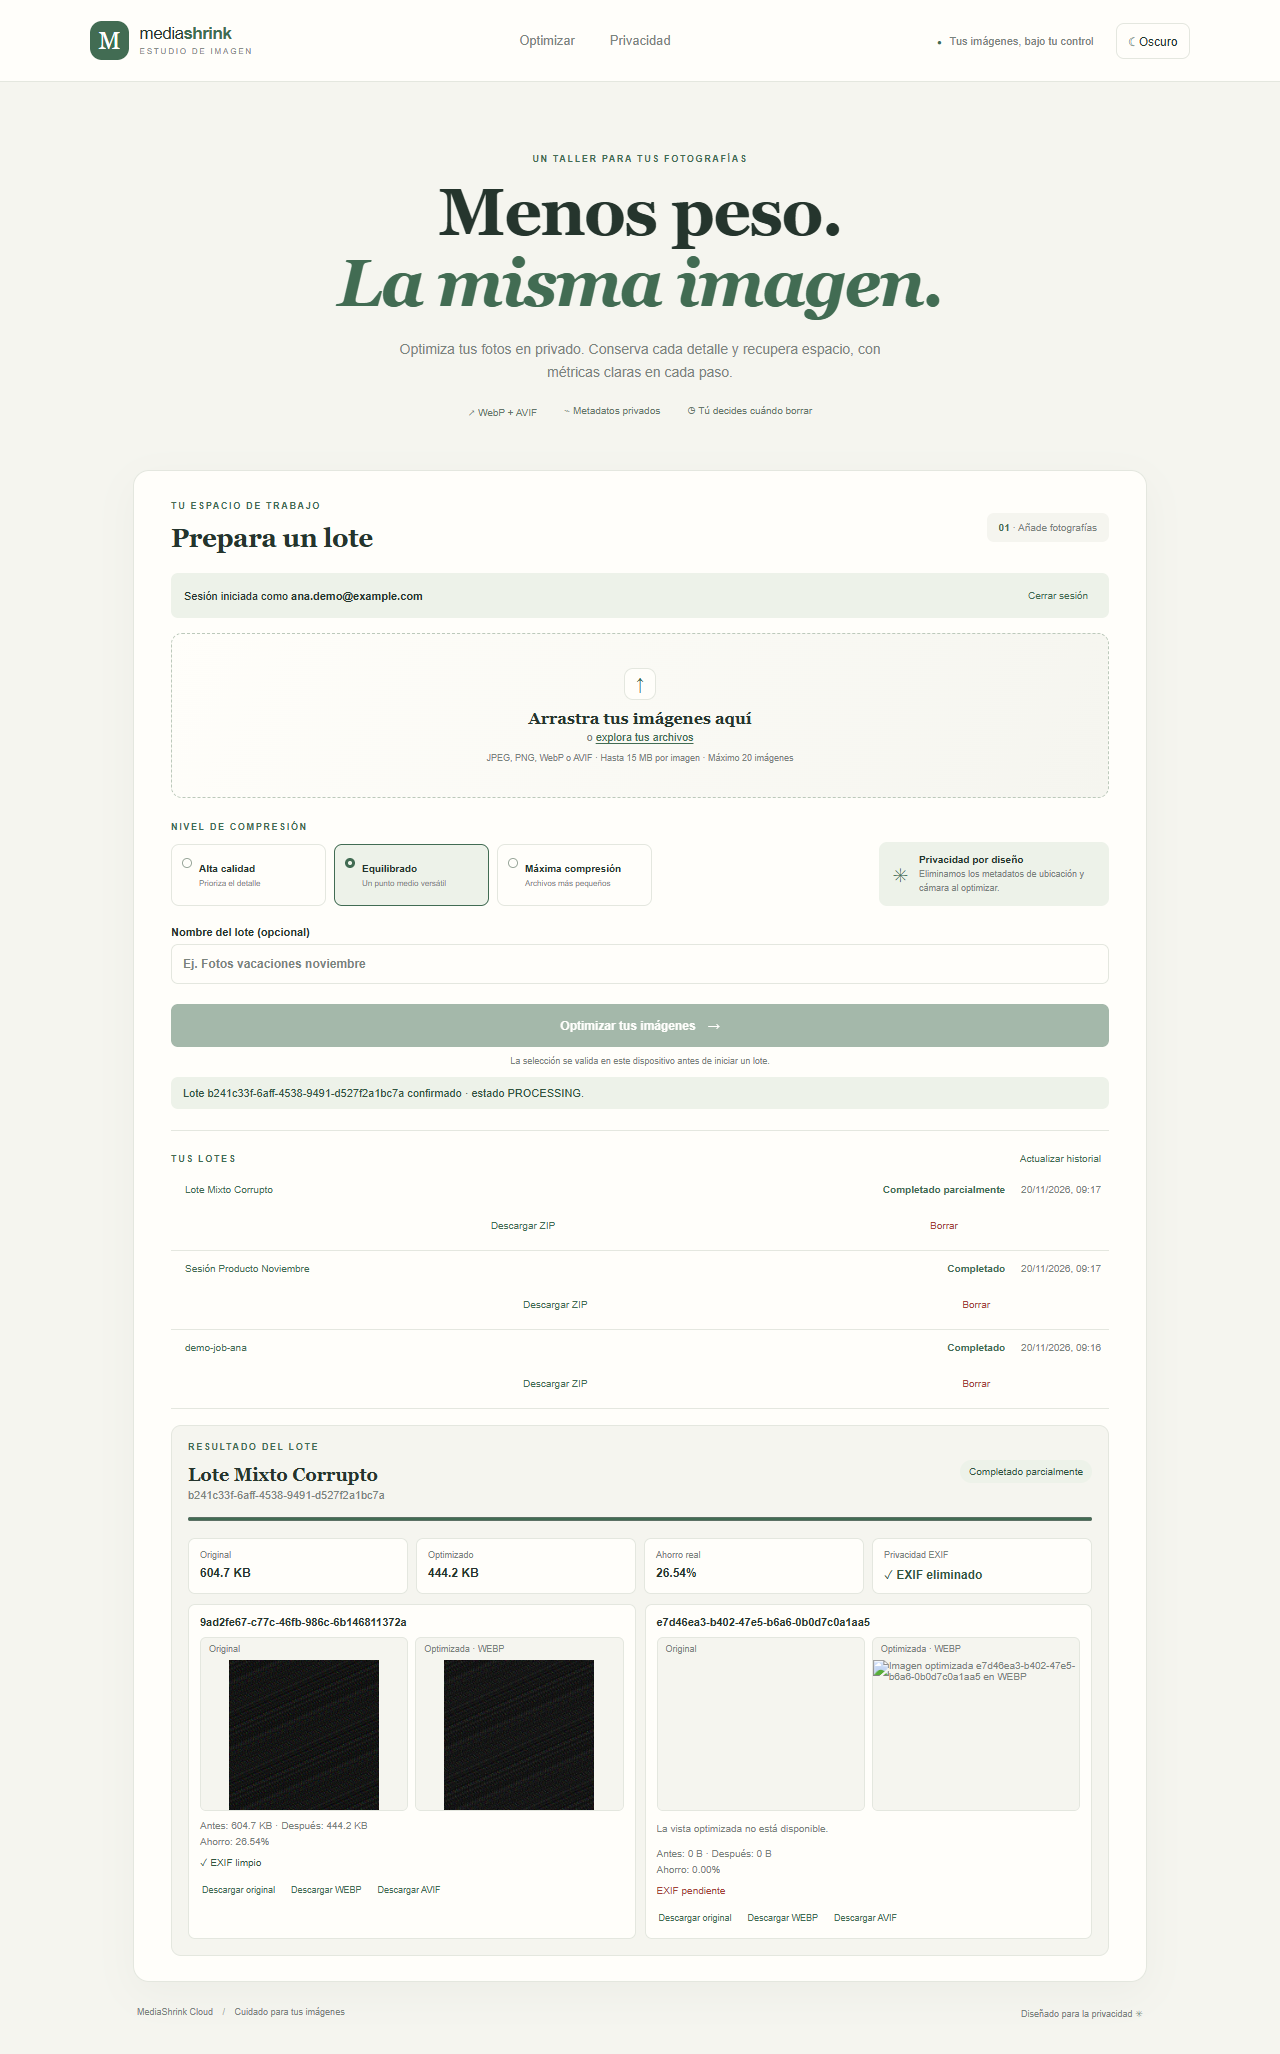 M
mediashrink
ESTUDIO DE IMAGEN
Optimizar
Privacidad
• Tus imágenes, bajo tu control
☾ Oscuro
UN TALLER PARA TUS FOTOGRAFÍAS
Menos peso.
La misma imagen.
Optimiza tus fotos en privado. Conserva cada detalle y recupera espacio, con
métricas claras en cada paso.
↗ WebP + AVIF
~ Metadatos privados
◷ Tú decides cuándo borrar
TU ESPACIO DE TRABAJO
Prepara un lote
01 · Añade fotografías
Sesión iniciada como ana.demo@example.com
Cerrar sesión
↑
Arrastra tus imágenes aquí
o explora tus archivos
JPEG, PNG, WebP o AVIF · Hasta 15 MB por imagen · Máximo 20 imágenes
NIVEL DE COMPRESIÓN
Alta calidad
Prioriza el detalle
Equilibrado
Un punto medio versátil
Máxima compresión
Archivos más pequeños
Privacidad por diseño
Eliminamos los metadatos de ubicación y
cámara al optimizar.
Nombre del lote (opcional)
Ej. Fotos vacaciones noviembre
Optimizar tus imágenes →
La selección se valida en este dispositivo antes de iniciar un lote.
Lote b241c33f-6aff-4538-9491-d527f2a1bc7a confirmado · estado PROCESSING.
TUS LOTES
Actualizar historial
Lote Mixto Corrupto
Completado parcialmente
20/11/2026, 09:17
Descargar ZIP
Borrar
Sesión Producto Noviembre
Completado
20/11/2026, 09:17
Descargar ZIP
Borrar
demo-job-ana
Completado
20/11/2026, 09:16
Descargar ZIP
Borrar
RESULTADO DEL LOTE
Lote Mixto Corrupto
b241c33f-6aff-4538-9491-d527f2a1bc7a
Completado parcialmente
Original
604.7 KB
Optimizado
444.2 KB
Ahorro real
26.54%
Privacidad EXIF
✓ EXIF eliminado
9ad2fe67-c77c-46fb-986c-6b146811372a
Original
Optimizada · WEBP
Antes: 604.7 KB · Después: 444.2 KB
Ahorro: 26.54%
✓ EXIF limpio
Descargar original
Descargar WEBP
Descargar AVIF
e7d46ea3-b402-47e5-b6a6-0b0d7c0a1aa5
Original
Optimizada · WEBP
Imagen optimizada e7d46ea3-b402-47e5-
b6a6-0b0d7c0a1aa5 en WEBP
La vista optimizada no está disponible.
Antes: 0 B · Después: 0 B
Ahorro: 0.00%
EXIF pendiente
Descargar original
Descargar WEBP
Descargar AVIF
MediaShrink Cloud / Cuidado para tus imágenes
Diseñado para la privacidad ✳